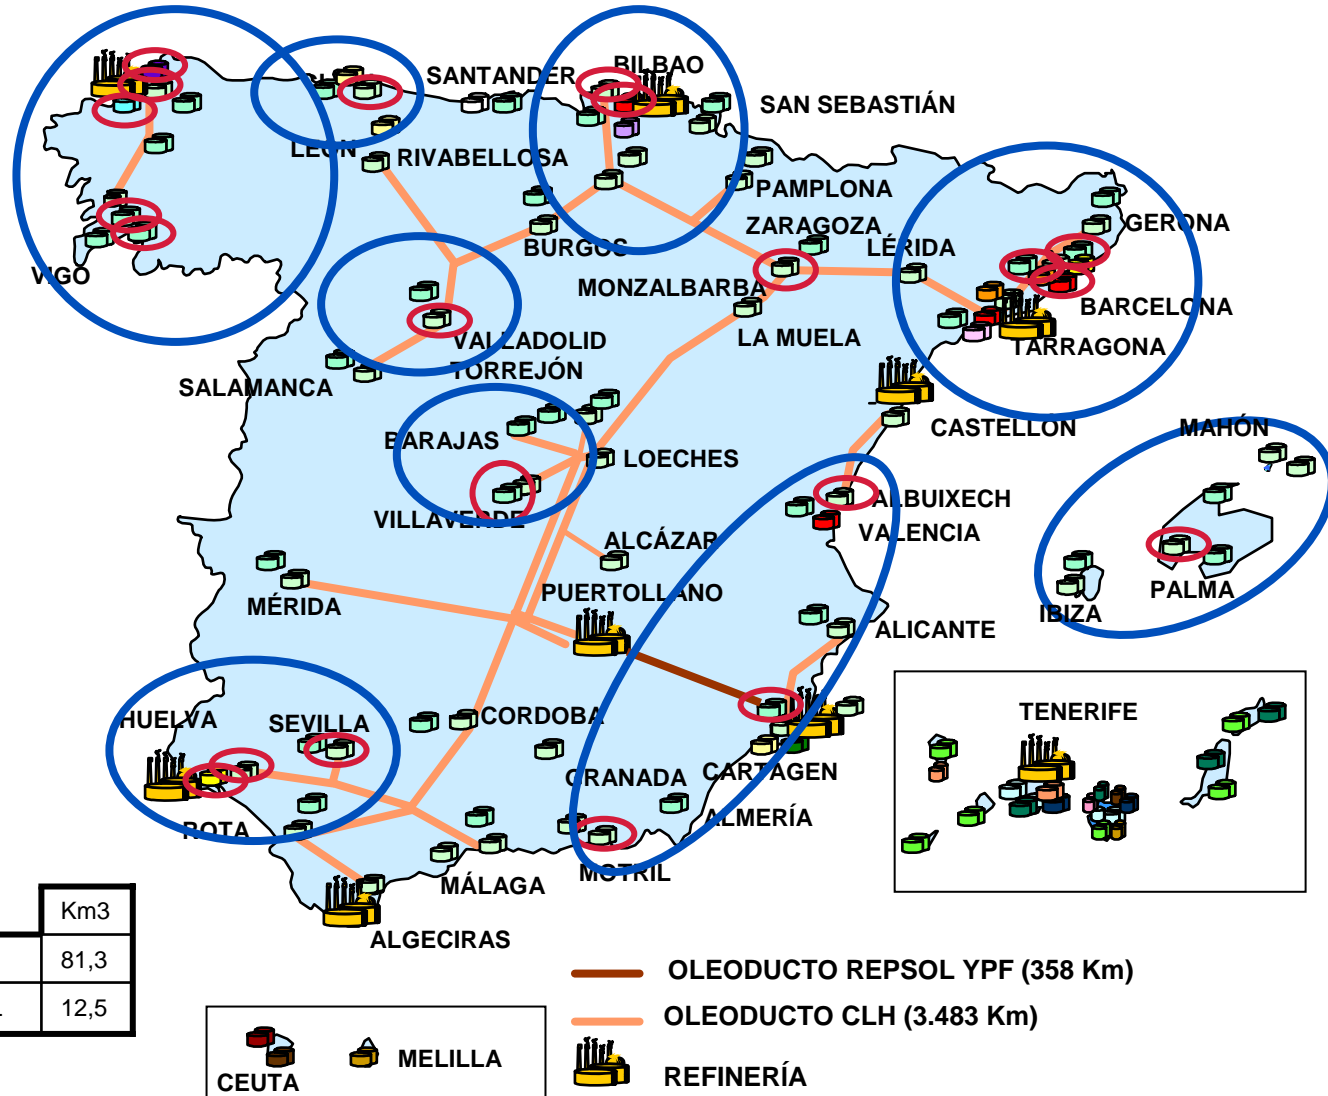 BILBAO
SANTANDER
SAN SEBASTIÁN
LEÓN
RIVABELLOSA
PAMPLONA
ZARAGOZA
GERONA
BURGOS
LÉRIDA
VIGO
MONZALBARBA
BARCELONA
LA MUELA
VALLADOLID
TARRAGONA
TORREJÓN
SALAMANCA
CASTELLÓN
MAHÓN
BARAJAS
LOECHES
ALBUIXECH
VILLAVERDE
VALENCIA
ALCÁZAR
PUERTOLLANO
MÉRIDA
PALMA
IBIZA
ALICANTE
TENERIFE
HUELVA
SEVILLA
CORDOBA
CARTAGEN
GRANADA
ALMERÍA
ROTA
MOTRIL
MÁLAGA
Km3
ALGECIRAS
81,3
OLEODUCTO REPSOL YPF (358 Km)
12,5
OLEODUCTO CLH (3.483 Km)
MELILLA
CEUTA
REFINERÍA